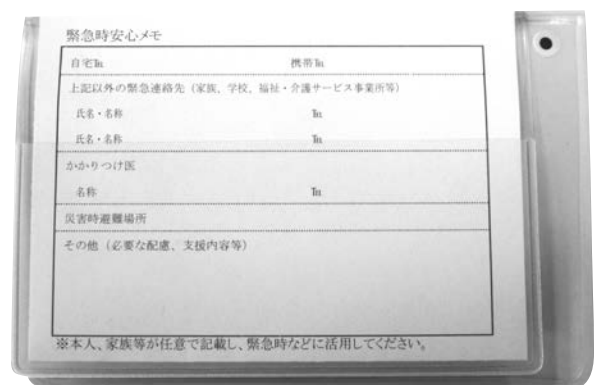 緊急時安心メモ
自宅℡ 携帯℡
上記以外の緊急連絡先（家族、学校、福祉・介護サービス事業所等）
氏名・名称 ℡
氏名・名称 ℡
かかりつけ医
名称 ℡
災害時避難場所
その他（必要な配慮、支援内容等）
※本人、家族等が任意で記載し、緊急時などに活用してください。